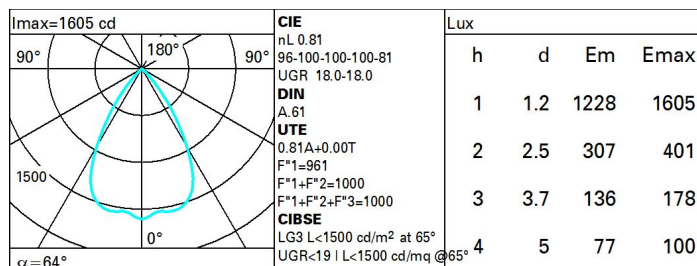 Imax=1605 cd
90°
180°
90°
1500
0°
α=64°
CIE
nL 0.81
96-100-100-100-81
UGR 18.0-18.0
DIN
A.61
UTE
0.81A+0.00T
F"1=961
F"1+F"2=1000
F"1+F"2+F"3=1000
CIBSE
LG3 L<1500 cd/m² at 65°
UGR<19 | L<1500 cd/mq @65°
Lux
h d Em Emax
1 1.2 1228 1605
2 2.5 307 401
3 3.7 136 178
4 5 77 100